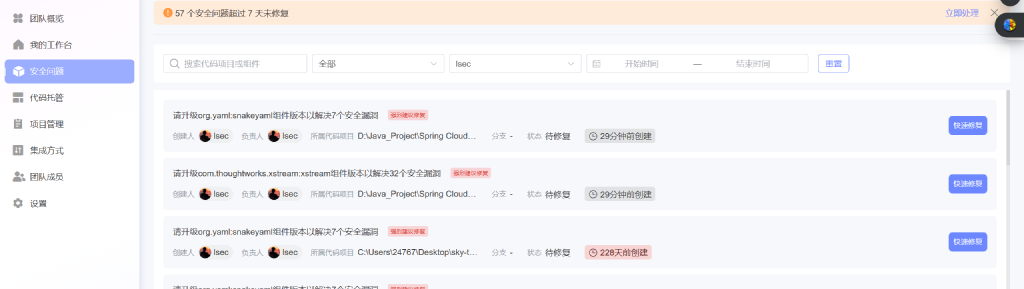 57 个安全问题超过 7 天未修复
立即处理
团队概览
我的工作台
安全问题
代码托管
项目管理
集成方式
团队成员
设置
搜索代码项目或组件
全部
lsec
开始时间 — 结束时间
重置
请升级org.yaml:snakeyaml组件版本以解决7个安全漏洞 强烈建议修复
创建人 lsec 负责人 lsec 所属代码项目 D:\Java_Project\Spring Cloud... 分支 - 状态 待修复 29分钟前创建
快速修复
请升级com.thoughtworks.xstream:xstream组件版本以解决32个安全漏洞 强烈建议修复
创建人 lsec 负责人 lsec 所属代码项目 D:\Java_Project\Spring Cloud... 分支 - 状态 待修复 29分钟前创建
快速修复
请升级org.yaml:snakeyaml组件版本以解决7个安全漏洞 强烈建议修复
创建人 lsec 负责人 lsec 所属代码项目 C:\Users\24767\Desktop\sky-t... 分支 - 状态 待修复 228天前创建
快速修复